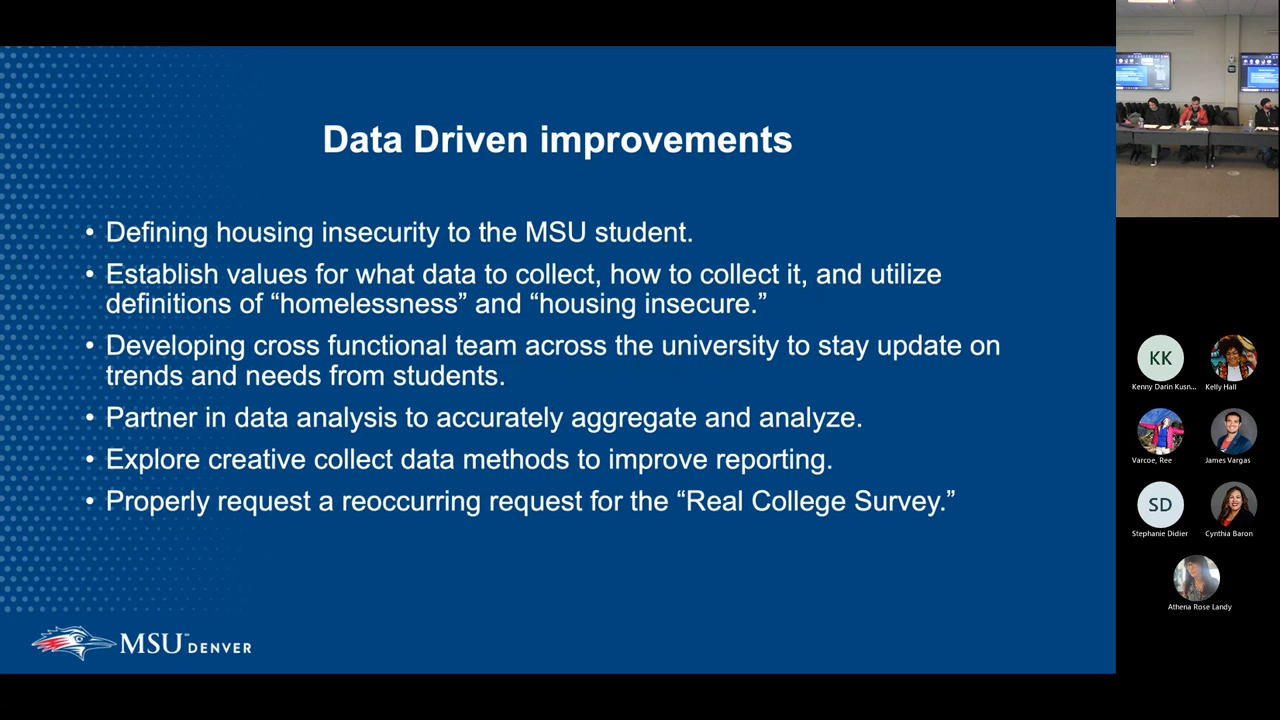 Data Driven improvements
• Defining housing insecurity to the MSU student.
• Establish values for what data to collect, how to collect it, and utilize
definitions of “homelessness” and “housing insecure.”
• Developing cross functional team across the university to stay update on
trends and needs from students.
• Partner in data analysis to accurately aggregate and analyze.
• Explore creative collect data methods to improve reporting.
• Properly request a reoccurring request for the “Real College Survey.”
MSU DENVER
KK
Kenny Darin Kusn...
Kelly Hall
Varcoe, Ree
James Vargas
SD
Stephanie Didier
Cynthia Baron
Athena Rose Landy